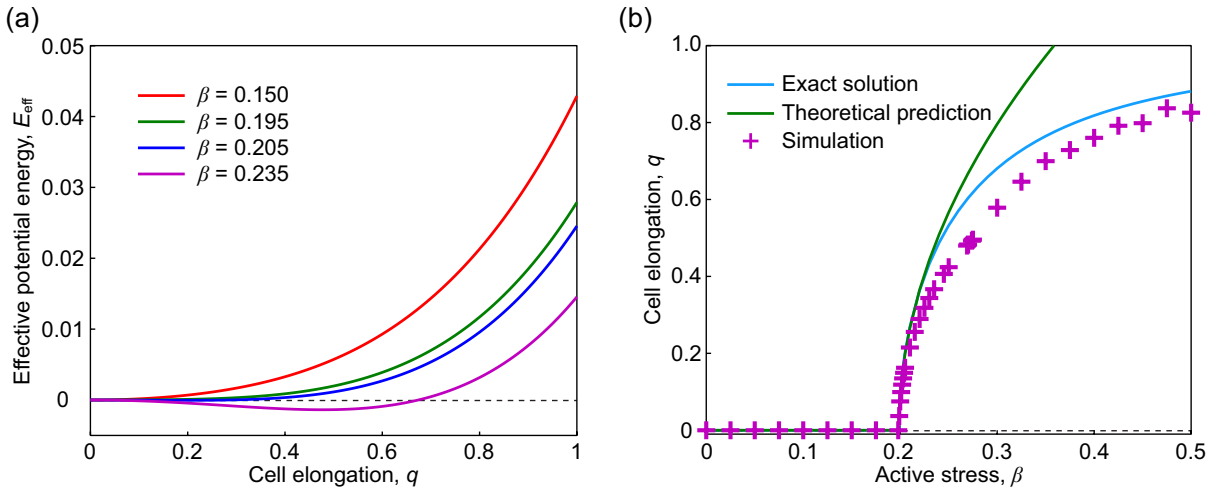 (a)
Effective potential energy, E_eff
0.05
0.04
0.03
0.02
0.01
0
β = 0.150
β = 0.195
β = 0.205
β = 0.235
0 0.2 0.4 0.6 0.8 1
Cell elongation, q
(b)
Cell elongation, q
1.0
0.8
0.6
0.4
0.2
0
Exact solution
Theoretical prediction
Simulation
0 0.1 0.2 0.3 0.4 0.5
Active stress, β